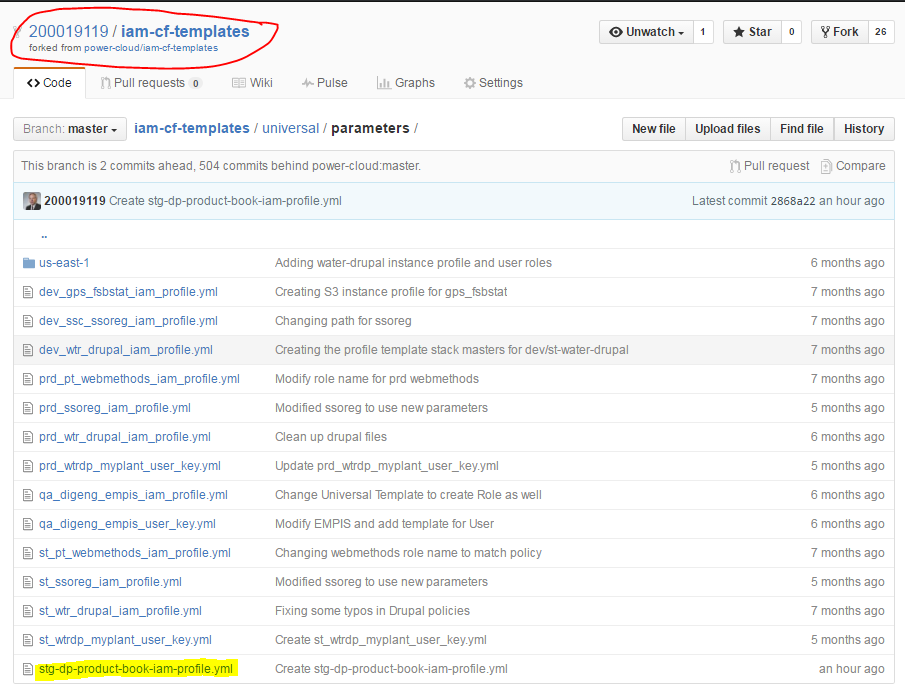 200019119 / iam-cf-templates
Unwatch 1 Star 0 Fork 26
forked from power-cloud/iam-cf-templates
<> Code Pull requests 0 Wiki Pulse Graphs Settings
Branch: master iam-cf-templates / universal / parameters / New file Upload files Find file History
This branch is 2 commits ahead, 504 commits behind power-cloud:master. Pull request Compare
200019119 Create stg-dp-product-book-iam-profile.yml Latest commit 2868a22 an hour ago
..
us-east-1 Adding water-drupal instance profile and user roles 6 months ago
dev_gps_fsbstat_iam_profile.yml Creating S3 instance profile for gps_fsbstat 7 months ago
dev_ssc_ssoreg_iam_profile.yml Changing path for ssoreg 7 months ago
dev_wtr_drupal_iam_profile.yml Creating the profile template stack masters for dev/st-water-drupal 7 months ago
prd_pt_webmethods_iam_profile.yml Modify role name for prd webmethods 7 months ago
prd_ssoreg_iam_profile.yml Modified ssoreg to use new parameters 5 months ago
prd_wtr_drupal_iam_profile.yml Clean up drupal files 6 months ago
prd_wtrdp_myplant_user_key.yml Update prd_wtrdp_myplant_user_key.yml 5 months ago
qa_digeng_empis_iam_profile.yml Change Universal Template to create Role as well 6 months ago
qa_digeng_empis_user_key.yml Modify EMPIS and add template for User 6 months ago
st_pt_webmethods_iam_profile.yml Changing webmethods role name to match policy 7 months ago
st_ssoreg_iam_profile.yml Modified ssoreg to use new parameters 5 months ago
st_wtr_drupal_iam_profile.yml Fixing some typos in Drupal policies 7 months ago
st_wtrdp_myplant_user_key.yml Create st_wtrdp_myplant_user_key.yml 5 months ago
stg-dp-product-book-iam-profile.yml Create stg-dp-product-book-iam-profile.yml an hour ago